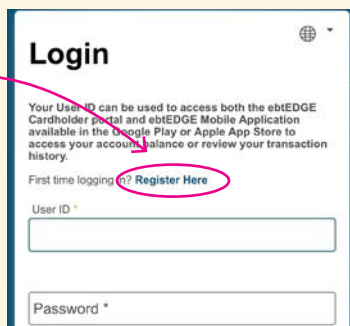 Login
Your User ID can be used to access both the ebtEDGE
Cardholder portal and ebtEDGE Mobile Application
available in the Google Play or Apple App Store to
access your account balance or review your transaction
history.
First time logging in? Register Here
User ID *
Password *